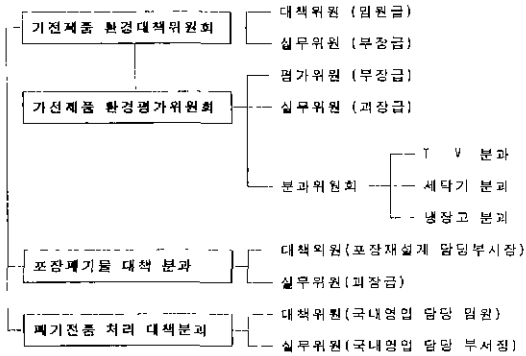 가전제품 환경대책위원회
대책위원 (임원급)
실무위원 (부장급)
가전제품 환경평가위원회
평가위원 (부장급)
실무위원 (과장급)
분과위원회
T V 분과
세탁기 분과
냉장고 분과
포장폐기물 대책 분과
대책위원(포장재설계 담당부서장)
실무위원(과장급)
폐가전품 처리 대책분과
대책위원(국내영업 담당 임원)
실무위원(국내영업 담당 부서장)